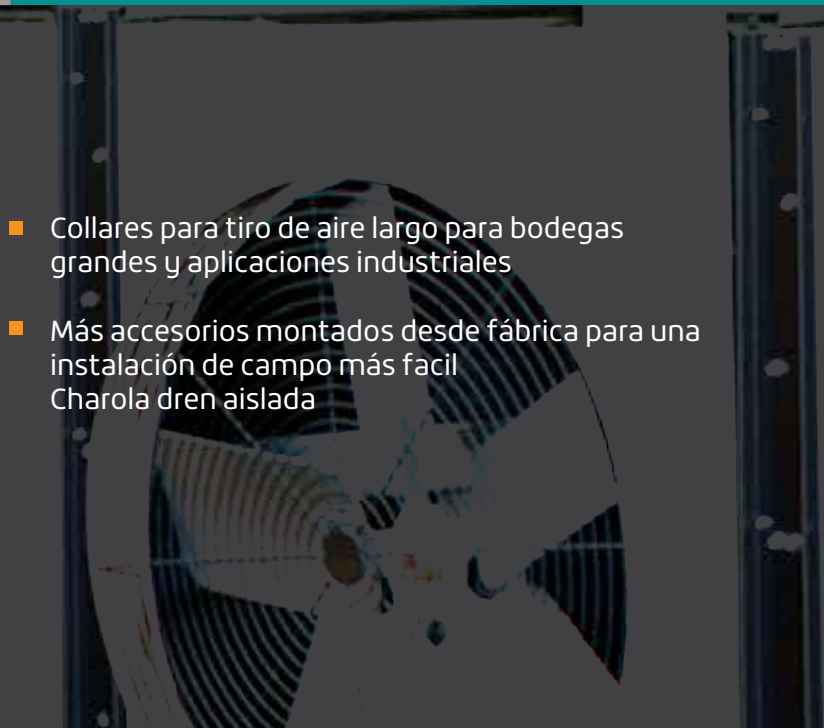 Collares para tiro de aire largo para bodegas
grandes y aplicaciones industriales
Más accesorios montados desde fábrica para una
instalación de campo más facil
Charola dren aislada